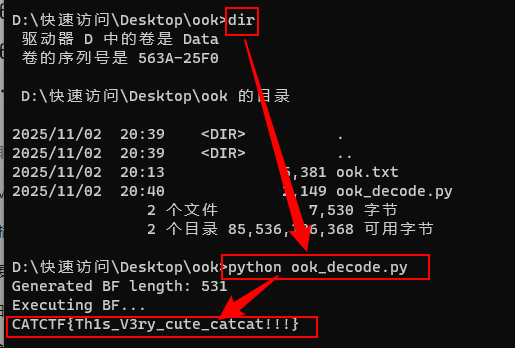 D:\快速访问\Desktop\ook>dir
驱动器 D 中的卷是 Data
卷的序列号是 563A-25F0
D:\快速访问\Desktop\ook 的目录
2025/11/02 20:39 <DIR> .
2025/11/02 20:39 <DIR> ..
2025/11/02 20:13 5,381 ook.txt
2025/11/02 20:40 2,149 ook_decode.py
2 个文件 7,530 字节
2 个目录 可用字节
D:\快速访问\Desktop\ook>python ook_decode.py
Generated BF length: 531
Executing BF...
CATCTF{Th1s_V3ry_cute_catcat!!!}